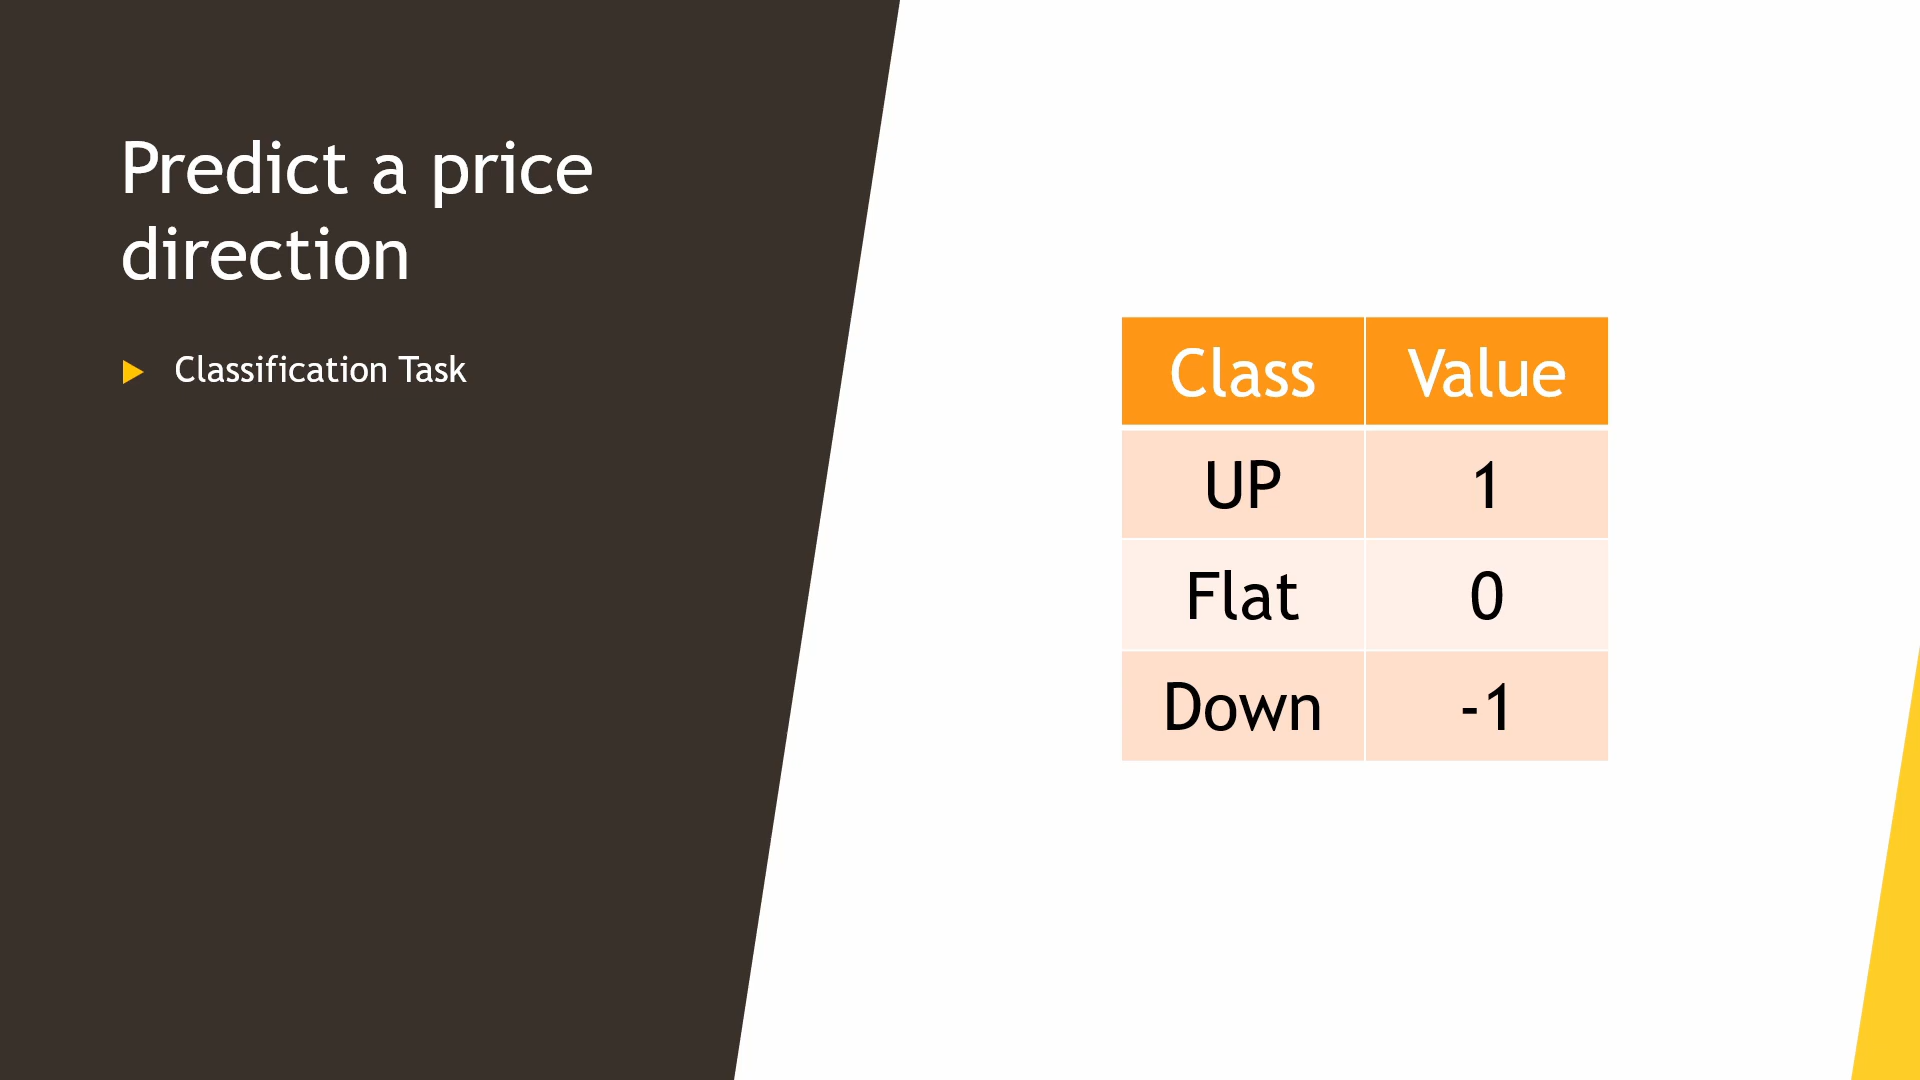 Predict a price
direction
Classification Task
Class Value
UP 1
Flat 0
Down -1